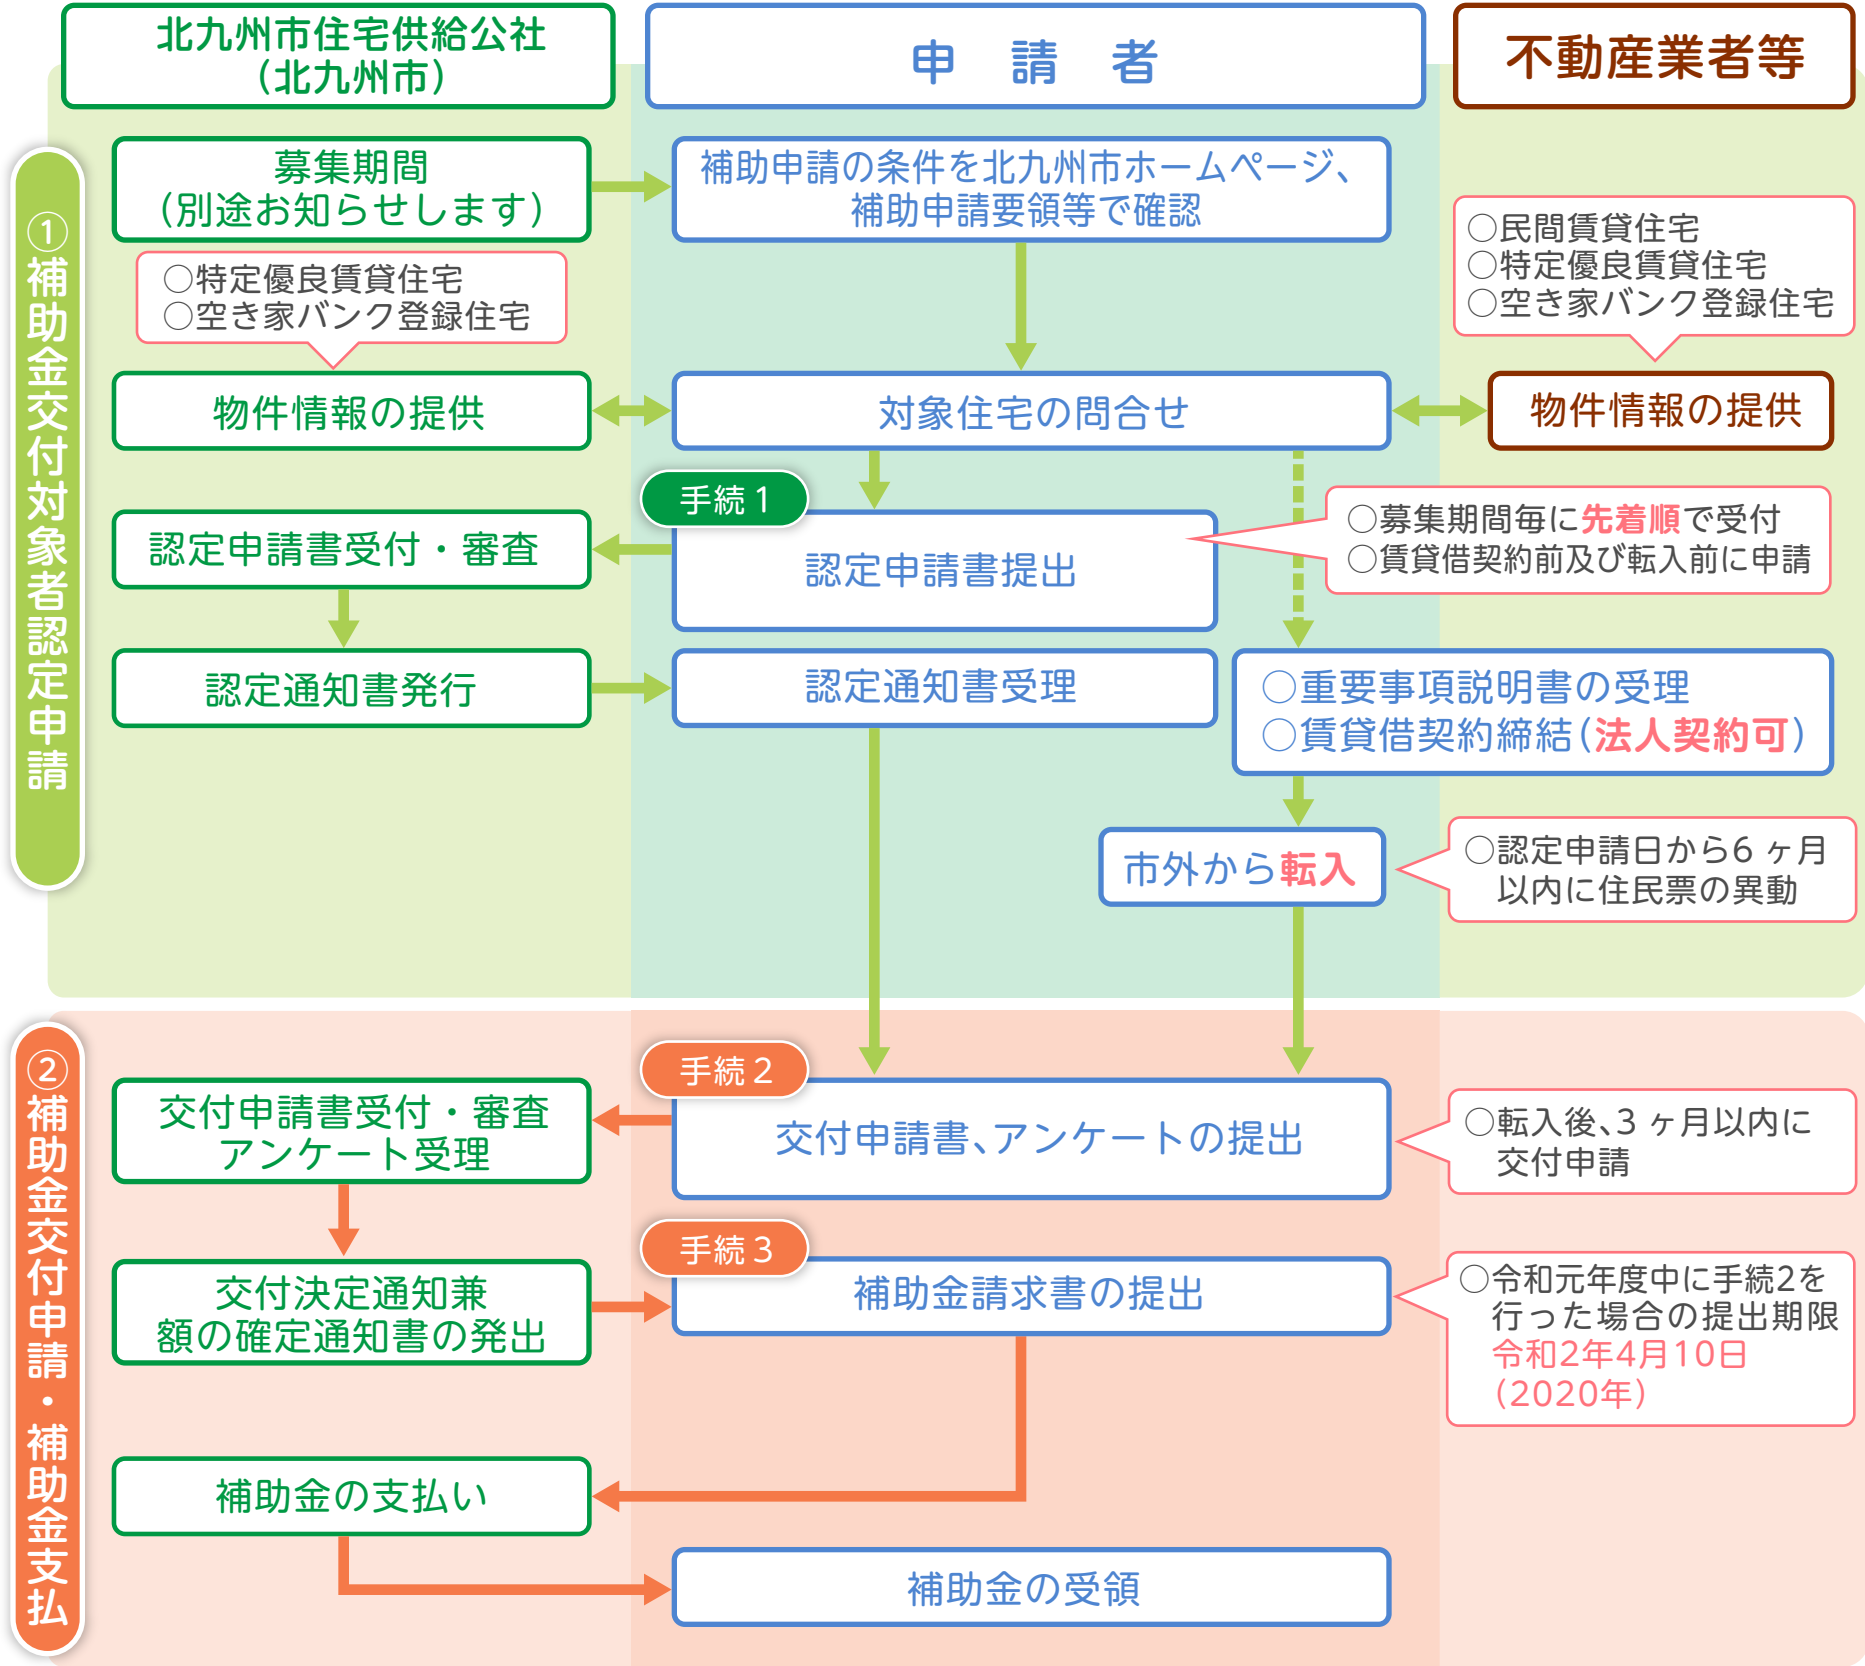 北九州市住宅供給公社
（北九州市）
申　請　者
不動産業者等
①補助金交付対象者認定申請
募集期間
（別途お知らせします）
補助申請の条件を北九州市ホームページ、
補助申請要領等で確認
○特定優良賃貸住宅
○空き家バンク登録住宅
○民間賃貸住宅
○特定優良賃貸住宅
○空き家バンク登録住宅
物件情報の提供
対象住宅の問合せ
物件情報の提供
手続１
認定申請書受付・審査
認定申請書提出
○募集期間毎に先着順で受付
○賃貸借契約前及び転入前に申請
認定通知書発行
認定通知書受理
○重要事項説明書の受理
○賃貸借契約締結（法人契約可）
市外から転入
○認定申請日から6 ヶ月
以内に住民票の異動
②補助金交付申請・補助金支払
手続２
交付申請書受付・審査
アンケート受理
交付申請書、アンケートの提出
○転入後、3 ヶ月以内に
交付申請
手続３
交付決定通知兼
額の確定通知書の発出
補助金請求書の提出
○令和元年度中に手続2を
行った場合の提出期限
令和2年4月10日
（2020年）
補助金の支払い
補助金の受領